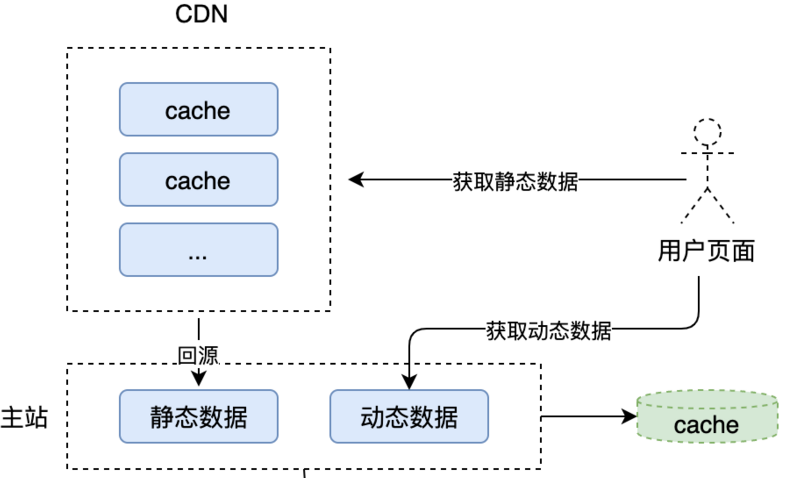 CDN
cache
cache
...
获取静态数据
用户页面
获取动态数据
回源
主站
静态数据
动态数据
cache